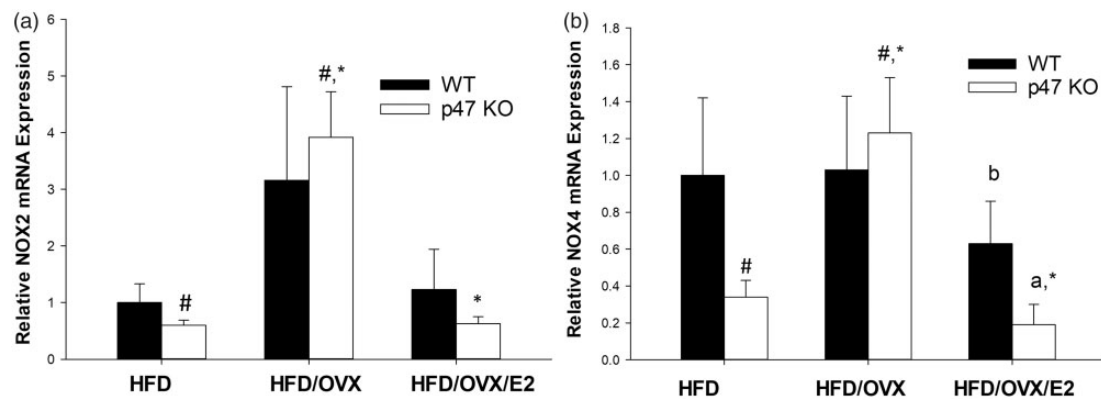 (a)
Relative NOX2 mRNA Expression
6
5
4
3
2
1
0
WT
p47 KO
#
#,*
*
HFD
HFD/OVX
HFD/OVX/E2
(b)
Relative NOX4 mRNA Expression
1.8
1.6
1.4
1.2
1.0
0.8
0.6
0.4
0.2
0.0
WT
p47 KO
#
#,*
b
a,*
HFD
HFD/OVX
HFD/OVX/E2